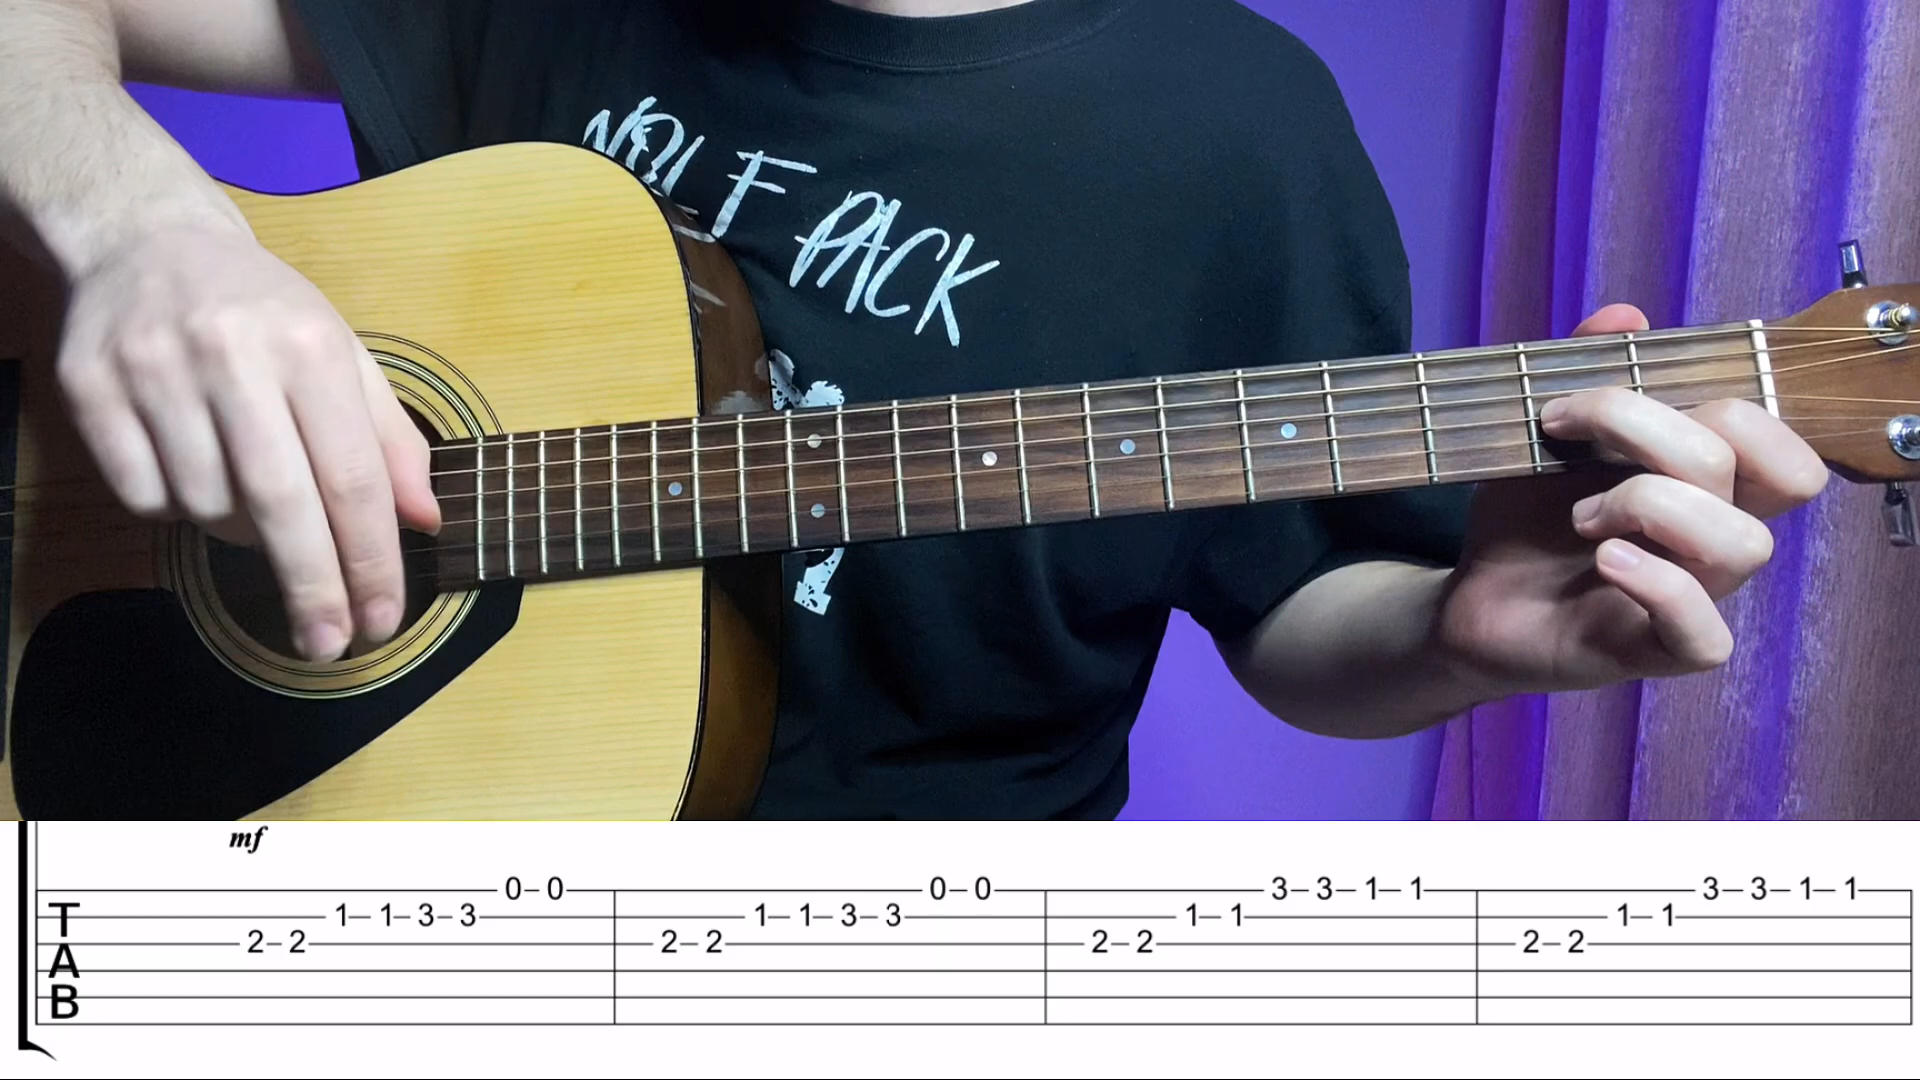 WOLF PACK
mf
0 0 0 0 3 3 1 1 3 3 1 1
T 1 1 3 3 1 1 3 3 1 1 1 1
A 2 2 2 2 2 2 2 2
B